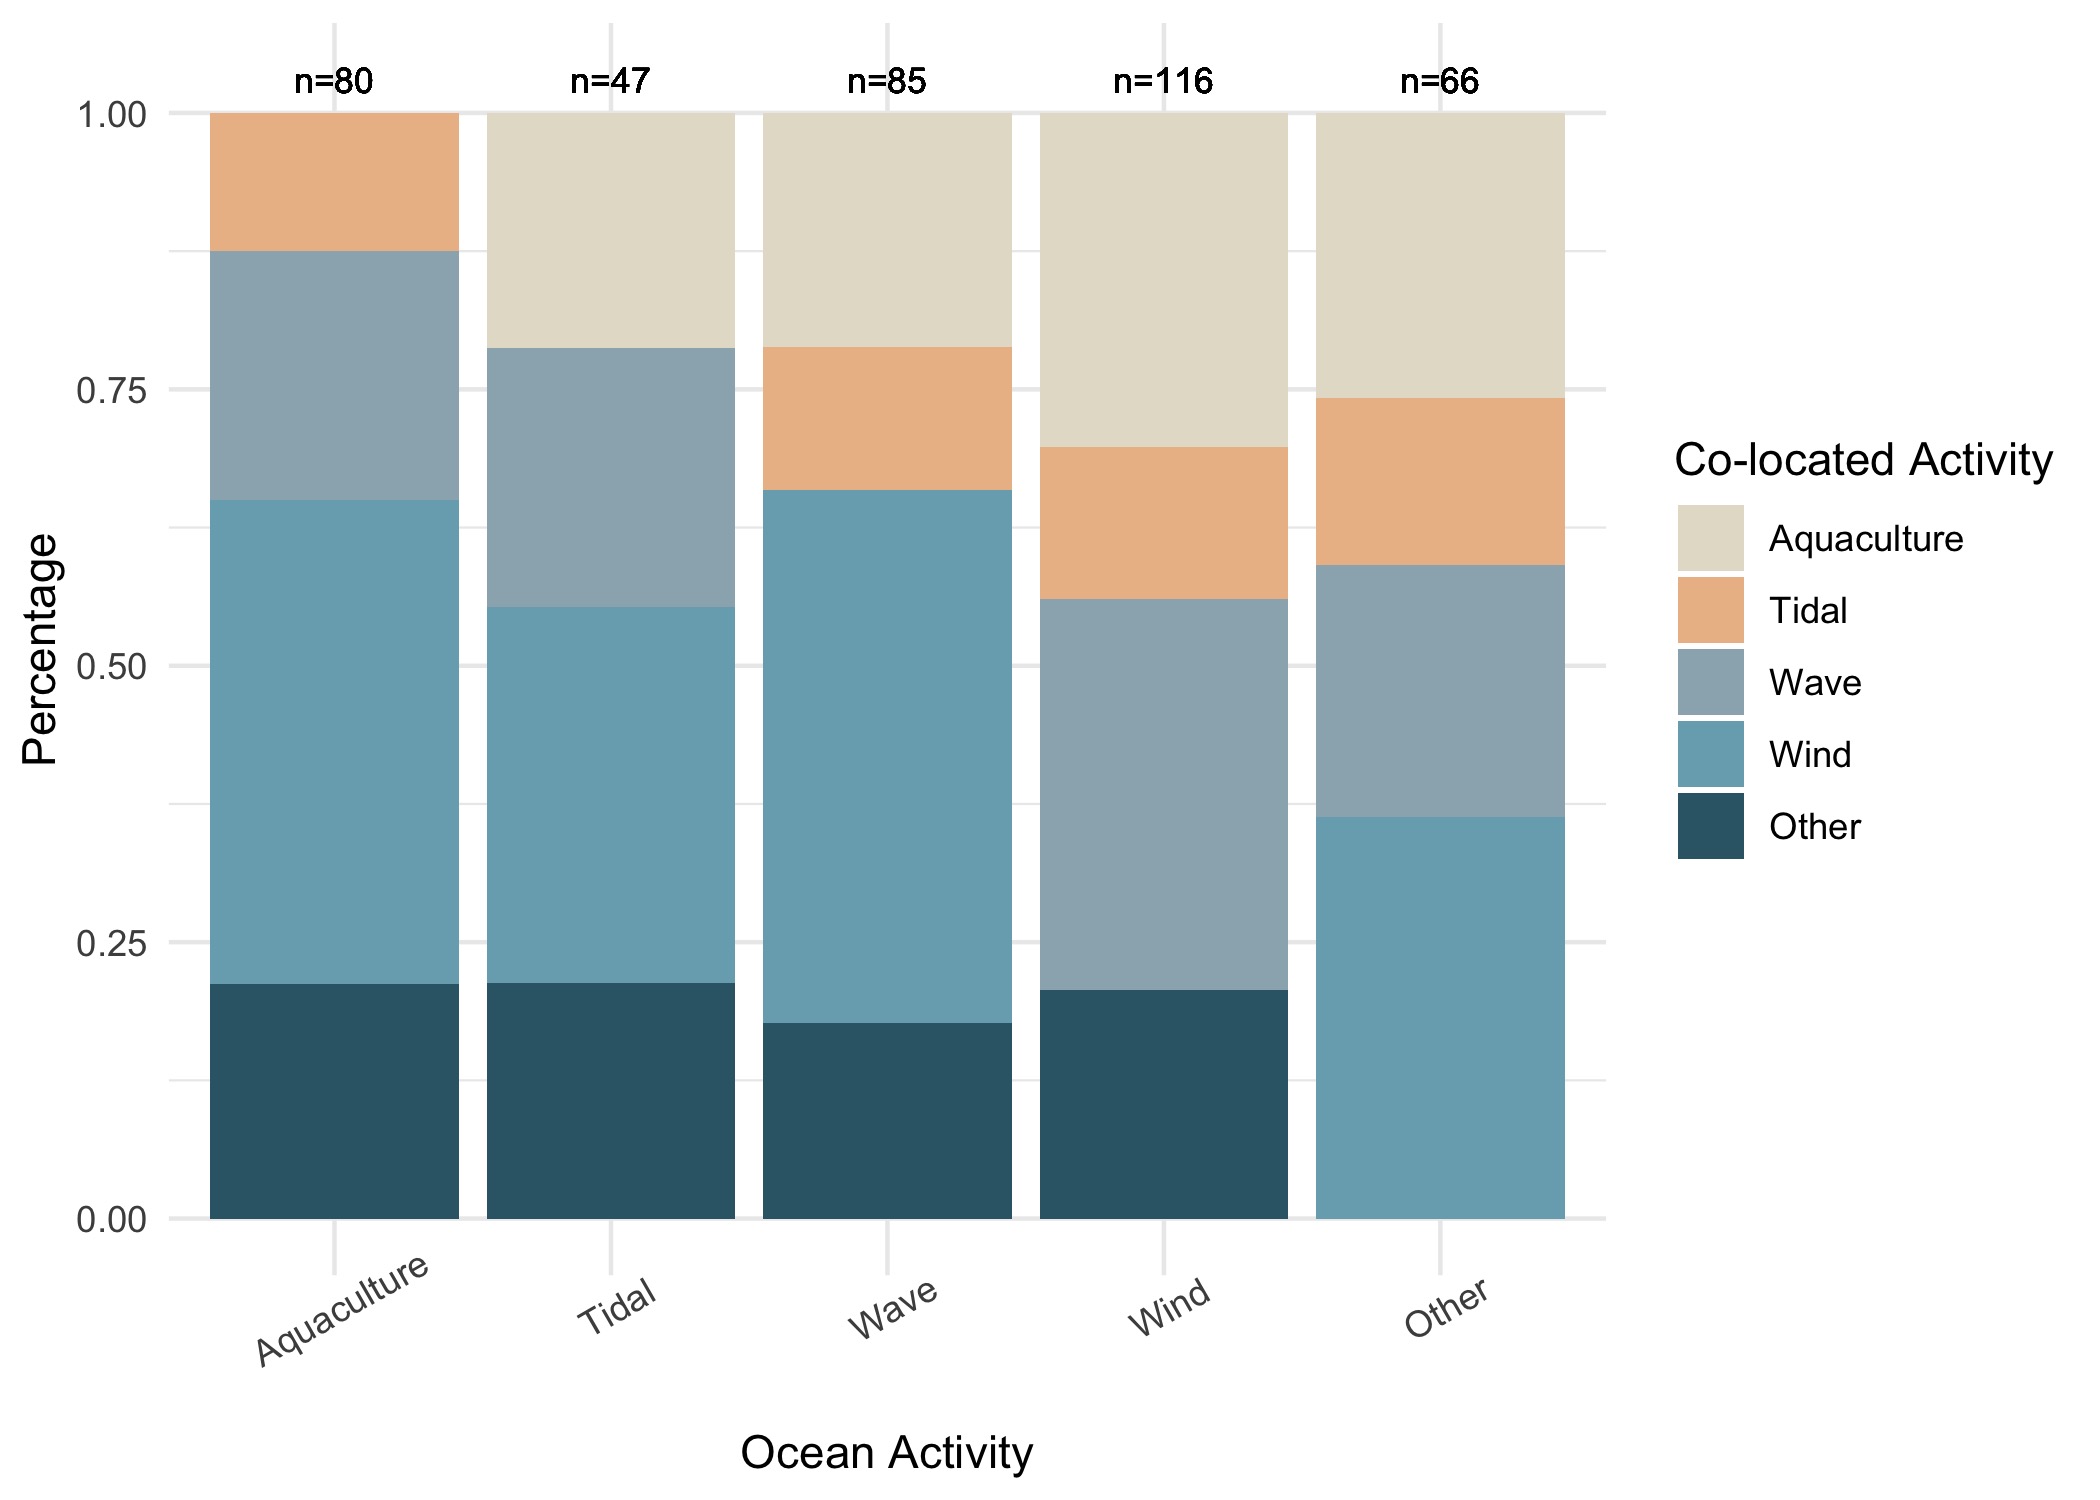 n=80 n=47 n=85 n=116 n=66
1.00
0.75
0.50
0.25
0.00
Percentage
Aquaculture Tidal Wave Wind Other
Ocean Activity
Co-located Activity
Aquaculture
Tidal
Wave
Wind
Other